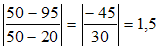 |50 − 95 / 50 − 20| = |−45 / 30| = 1,5